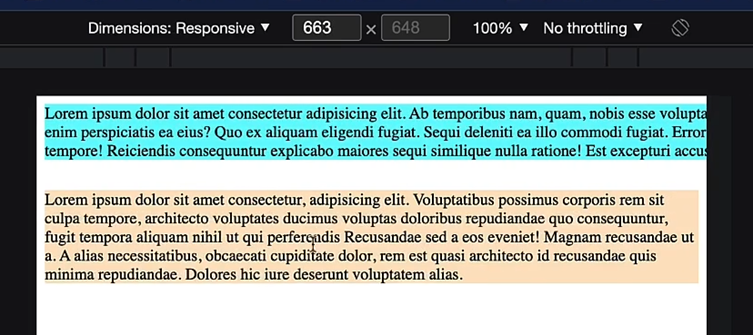 Dimensions: Responsive ▼ 663 × 648 100% ▼ No throttling ▼
Lorem ipsum dolor sit amet consectetur adipisicing elit. Ab temporibus nam, quam, nobis esse volupta
enim perspiciatis ea eius? Quo ex aliquam eligendi fugiat. Sequi deleniti ea illo commodi fugiat. Error
tempore! Reiciendis consequuntur explicabo maiores sequi similique nulla ratione! Est excepturi accus
Lorem ipsum dolor sit amet consectetur, adipisicing elit. Voluptatibus possimus corporis rem sit
culpa tempore, architecto voluptates ducimus voluptas doloribus repudiandae quo consequuntur,
fugit tempora aliquam nihil ut qui perferendis Recusandae sed a eos eveniet! Magnam recusandae ut
a. A alias necessitatibus, obcaecati cupiditate dolor, rem est quasi architecto id recusandae quis
minima repudiandae. Dolores hic iure deserunt voluptatem alias.